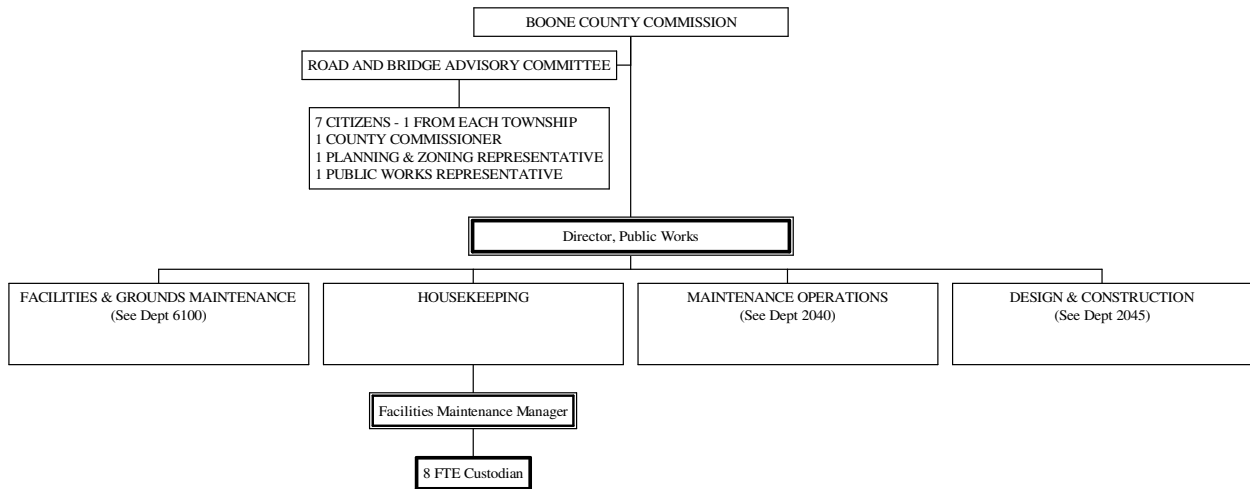 BOONE COUNTY COMMISSION
ROAD AND BRIDGE ADVISORY COMMITTEE
7 CITIZENS - 1 FROM EACH TOWNSHIP
1 COUNTY COMMISSIONER
1 PLANNING & ZONING REPRESENTATIVE
1 PUBLIC WORKS REPRESENTATIVE
Director, Public Works
FACILITIES & GROUNDS MAINTENANCE
(See Dept 6100)
HOUSEKEEPING
MAINTENANCE OPERATIONS
(See Dept 2040)
DESIGN & CONSTRUCTION
(See Dept 2045)
Facilities Maintenance Manager
8 FTE Custodian